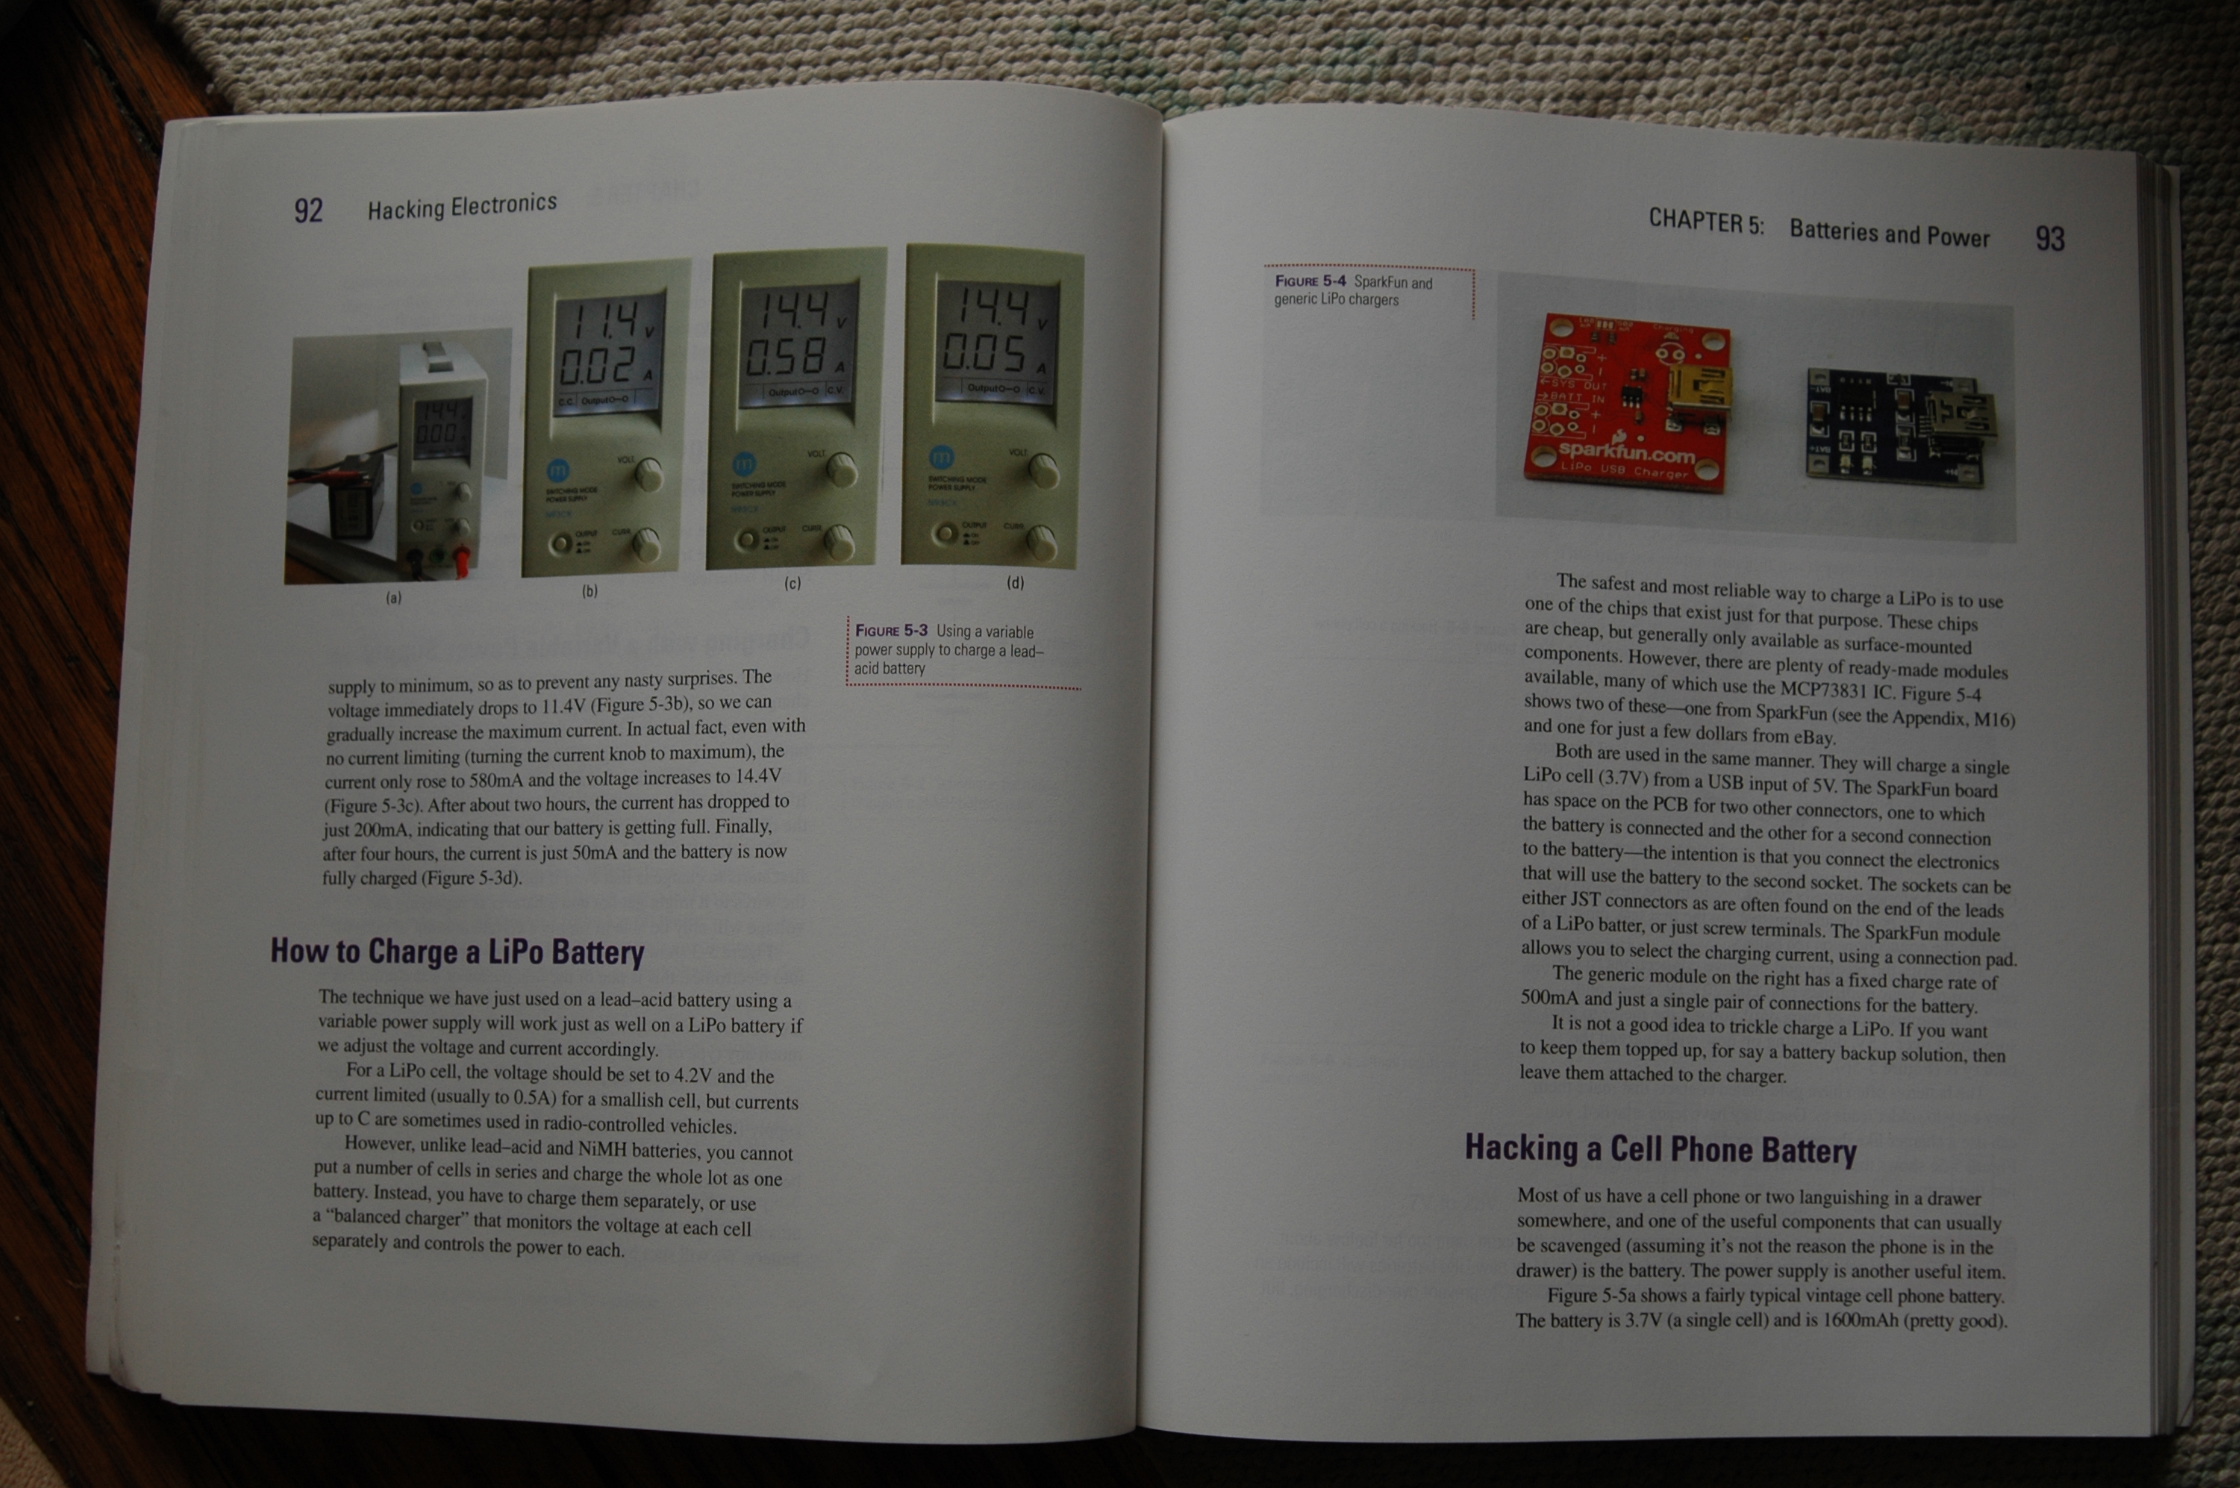 92 Hacking Electronics
14.4
0.00
11.4 V
0.02 A
C.C. Output
VOLT
m
SWITCHING MODE
POWER SUPPLY
OUTPUT CURR
14.4 V
0.58 A
Output C.V.
VOLT
m
SWITCHING MODE
POWER SUPPLY
OUTPUT CURR
14.4 V
0.05 A
Output C.V.
VOLT
m
SWITCHING MODE
POWER SUPPLY
OUTPUT CURR
(a)
(b)
(c)
(d)
FIGURE 5-3 Using a variable
power supply to charge a lead–
acid battery
supply to minimum, so as to prevent any nasty surprises. The
voltage immediately drops to 11.4V (Figure 5-3b), so we can
gradually increase the maximum current. In actual fact, even with
no current limiting (turning the current knob to maximum), the
current only rose to 580mA and the voltage increases to 14.4V
(Figure 5-3c). After about two hours, the current has dropped to
just 200mA, indicating that our battery is getting full. Finally,
after four hours, the current is just 50mA and the battery is now
fully charged (Figure 5-3d).
How to Charge a LiPo Battery
The technique we have just used on a lead–acid battery using a
variable power supply will work just as well on a LiPo battery if
we adjust the voltage and current accordingly.
For a LiPo cell, the voltage should be set to 4.2V and the
current limited (usually to 0.5A) for a smallish cell, but currents
up to C are sometimes used in radio-controlled vehicles.
However, unlike lead–acid and NiMH batteries, you cannot
put a number of cells in series and charge the whole lot as one
battery. Instead, you have to charge them separately, or use
a “balanced charger” that monitors the voltage at each cell
separately and controls the power to each.
CHAPTER 5: Batteries and Power 93
FIGURE 5-4 SparkFun and
generic LiPo chargers
Charging
+
-
←SYS OUT
→BATT IN
+
-
sparkfun.com
LiPo USB Charger
The safest and most reliable way to charge a LiPo is to use
one of the chips that exist just for that purpose. These chips
are cheap, but generally only available as surface-mounted
components. However, there are plenty of ready-made modules
available, many of which use the MCP73831 IC. Figure 5-4
shows two of these—one from SparkFun (see the Appendix, M16)
and one for just a few dollars from eBay.
Both are used in the same manner. They will charge a single
LiPo cell (3.7V) from a USB input of 5V. The SparkFun board
has space on the PCB for two other connectors, one to which
the battery is connected and the other for a second connection
to the battery—the intention is that you connect the electronics
that will use the battery to the second socket. The sockets can be
either JST connectors as are often found on the end of the leads
of a LiPo batter, or just screw terminals. The SparkFun module
allows you to select the charging current, using a connection pad.
The generic module on the right has a fixed charge rate of
500mA and just a single pair of connections for the battery.
It is not a good idea to trickle charge a LiPo. If you want
to keep them topped up, for say a battery backup solution, then
leave them attached to the charger.
Hacking a Cell Phone Battery
Most of us have a cell phone or two languishing in a drawer
somewhere, and one of the useful components that can usually
be scavenged (assuming it’s not the reason the phone is in the
drawer) is the battery. The power supply is another useful item.
Figure 5-5a shows a fairly typical vintage cell phone battery.
The battery is 3.7V (a single cell) and is 1600mAh (pretty good).